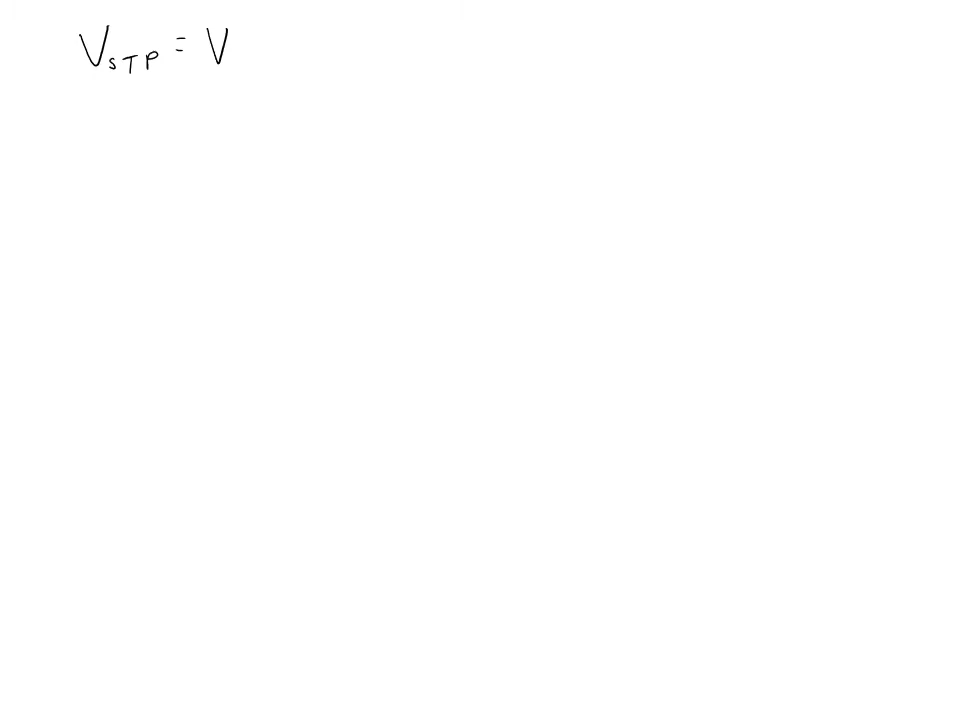 V_STP = V